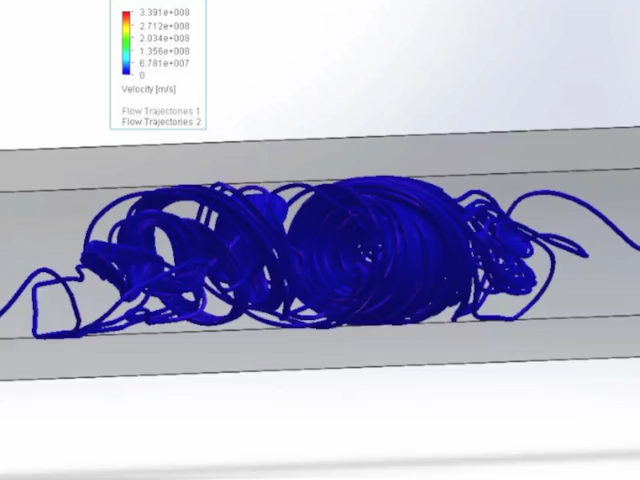 3.391e+008
2.712e+008
2.034e+008
1.356e+008
6.781e+007
0
Velocity [m/s]
Flow Trajectories 1
Flow Trajectories 2